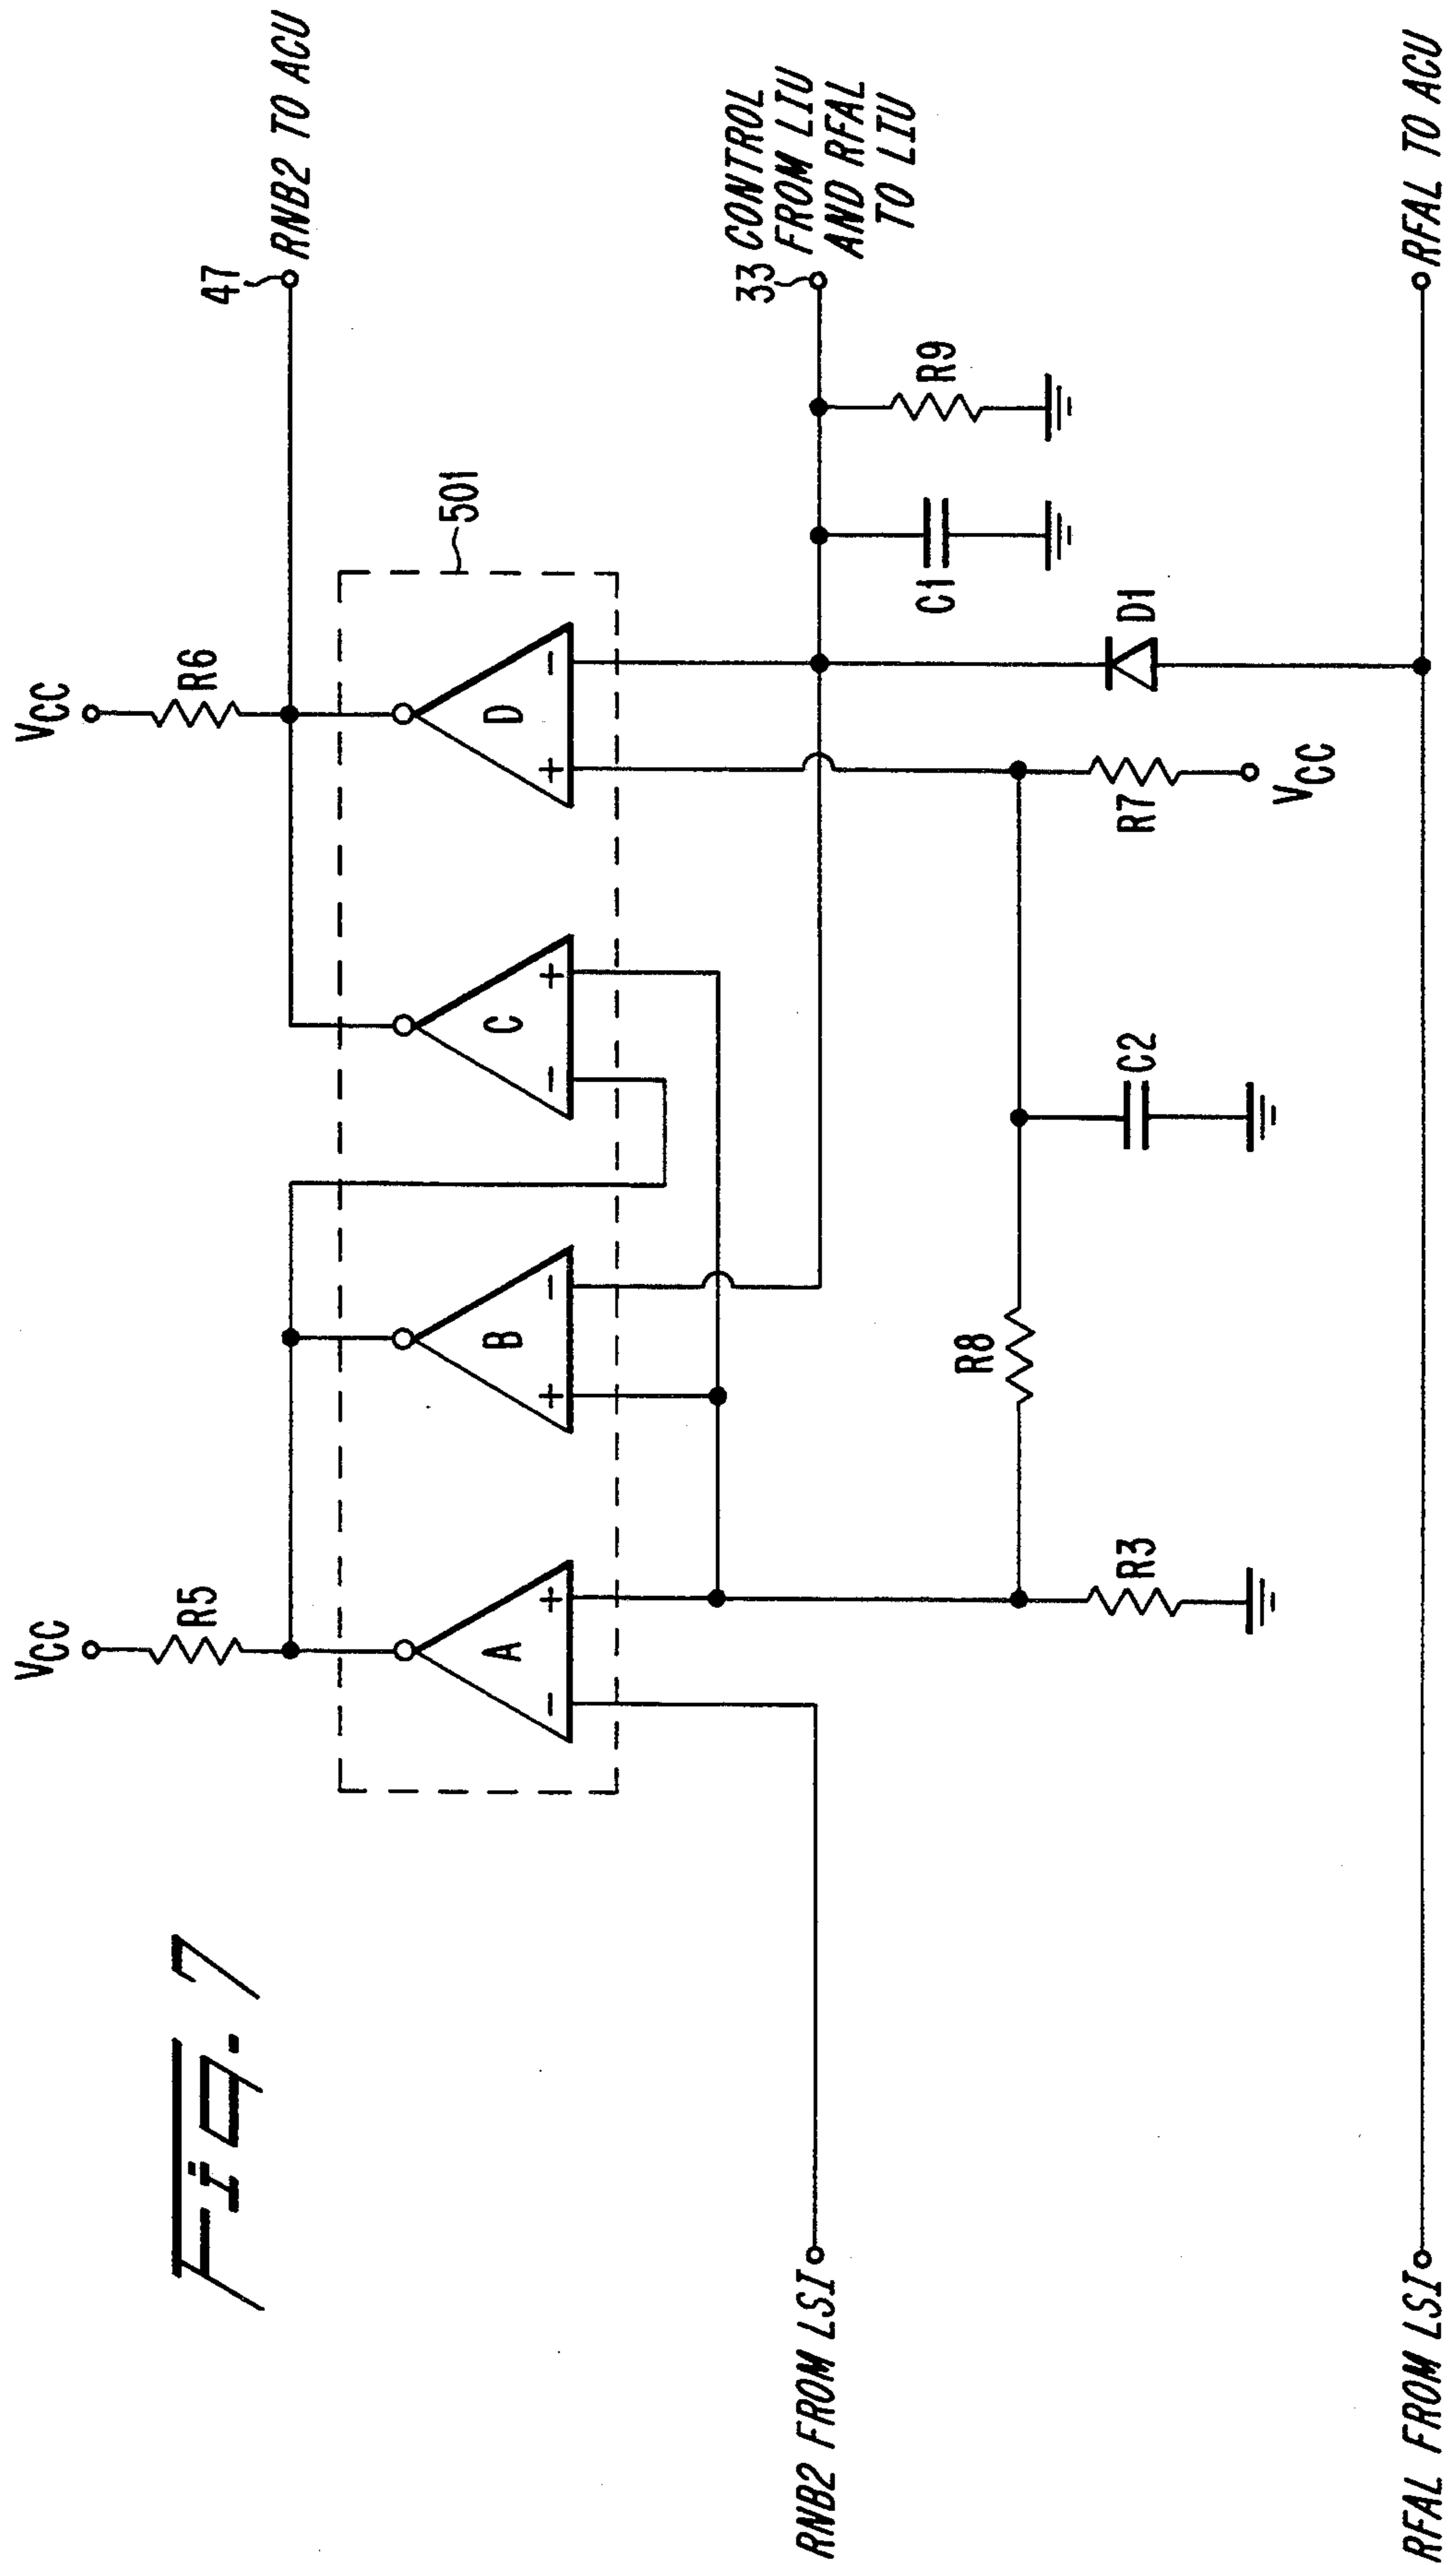 Fig. 7
VCC
R5
VCC
R6
47
RNB2 TO ACU
501
A
- +
B
+ -
C
- +
D
+ -
33
CONTROL
FROM LIU
AND RFAL
TO LIU
RNB2 FROM LSI
C1
R9
R8
C2
R3
R7
VCC
D1
RFAL FROM LSI
RFAL TO ACU